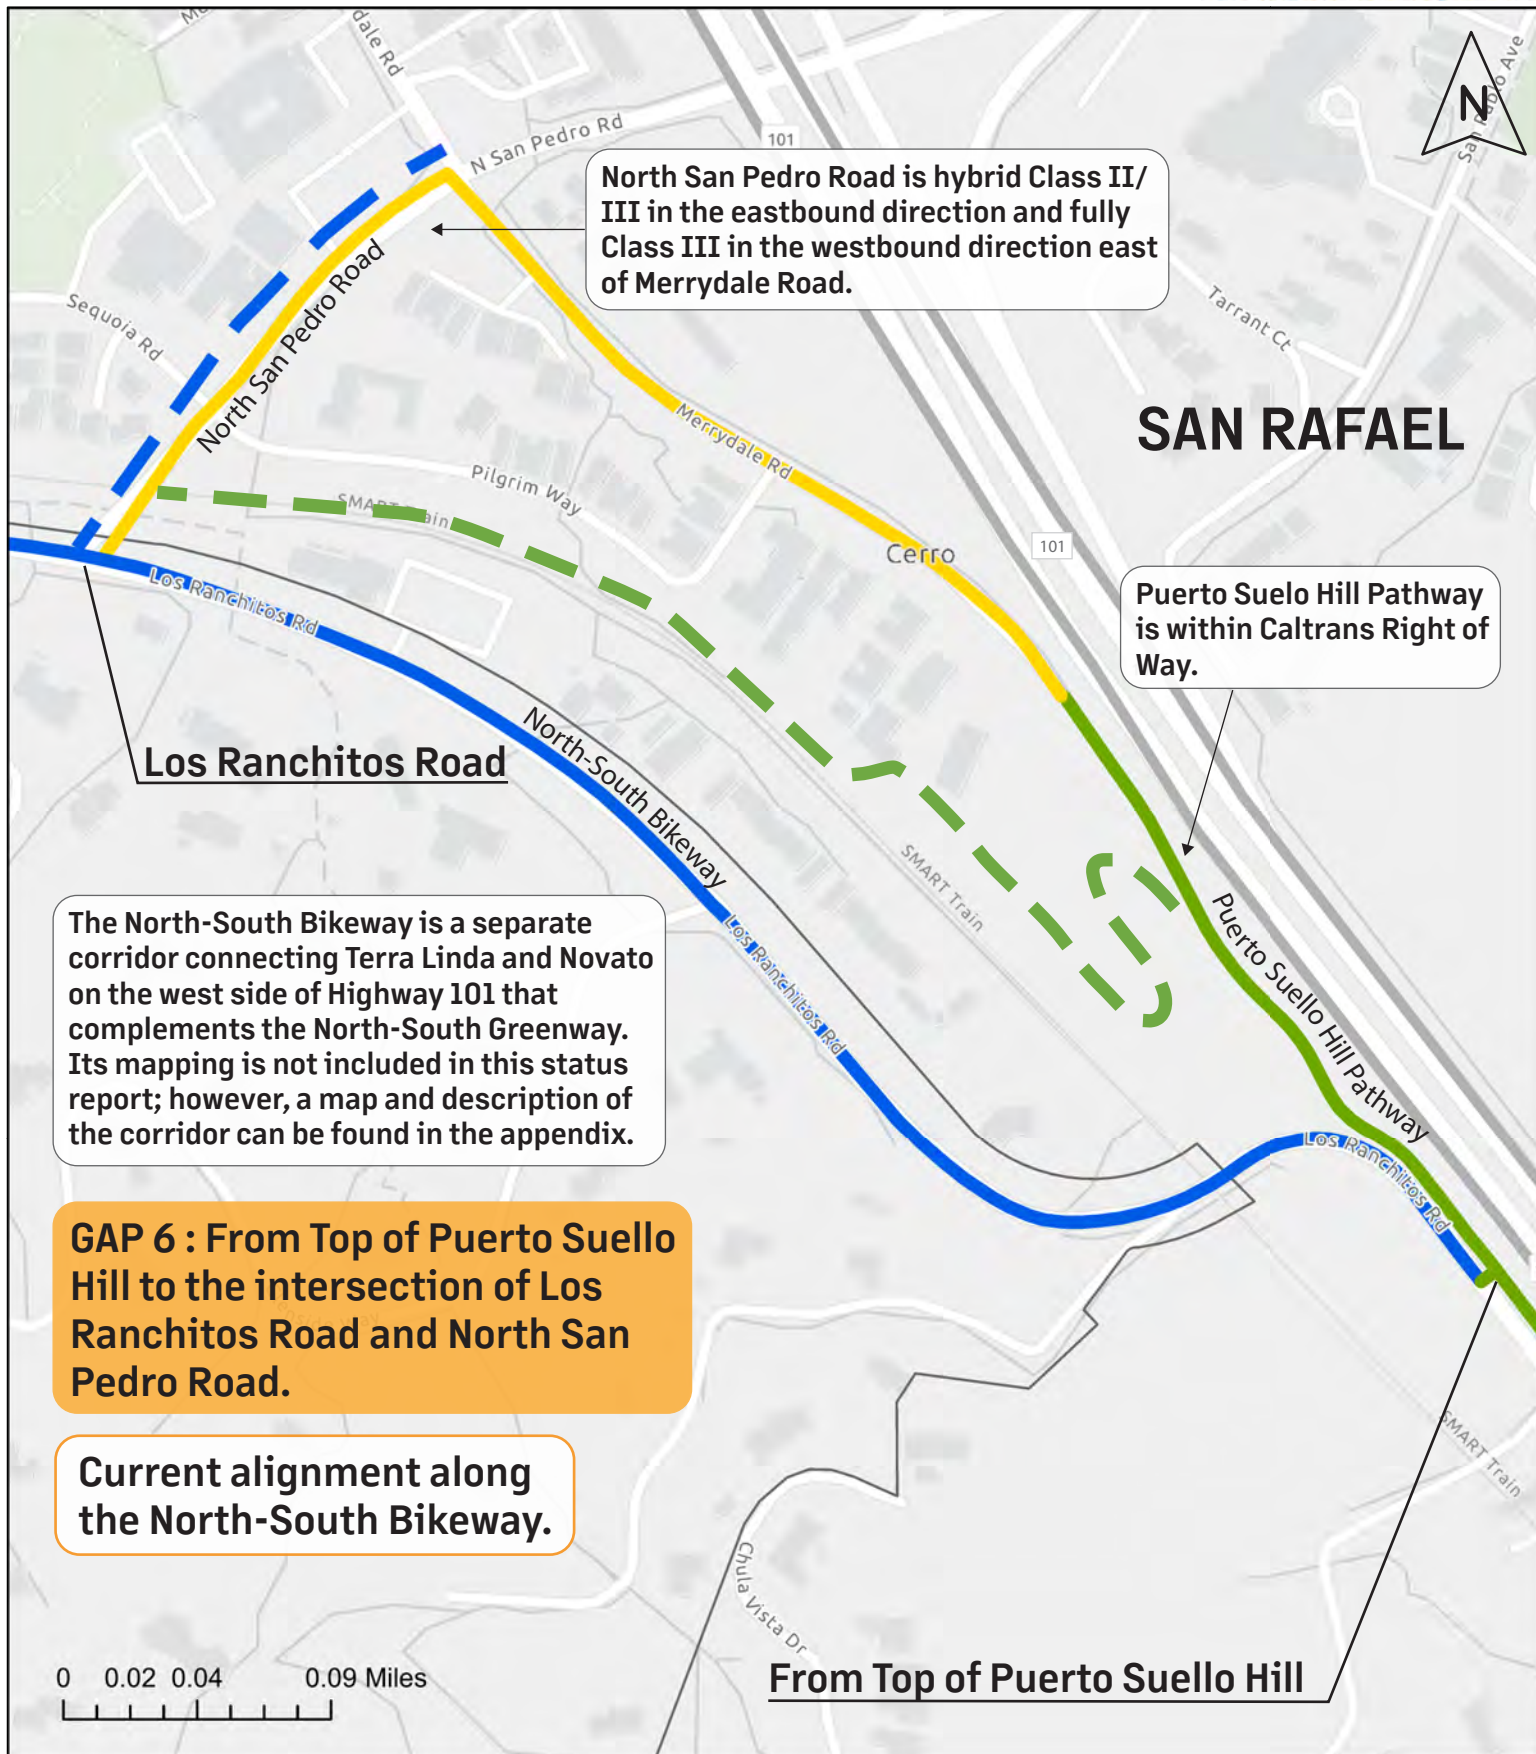 dale Rd
N San Pedro Rd
101
N
San Pablo Ave
North San Pedro Road is hybrid Class II/
III in the eastbound direction and fully
Class III in the westbound direction east
of Merrydale Road.
Sequoia Rd
North San Pedro Road
Tarrant Ct
SAN RAFAEL
Merrydale Rd
Pilgrim Way
SMART Train
Cerro
101
Los Ranchitos Rd
Puerto Suelo Hill Pathway
is within Caltrans Right of
Way.
Los Ranchitos Road
North-South Bikeway
SMART Train
Puerto Suello Hill Pathway
The North-South Bikeway is a separate
corridor connecting Terra Linda and Novato
on the west side of Highway 101 that
complements the North-South Greenway.
Its mapping is not included in this status
report; however, a map and description of
the corridor can be found in the appendix.
Los Ranchitos Rd
Los Ranchitos Rd
GAP 6 : From Top of Puerto Suello
Hill to the intersection of Los
Ranchitos Road and North San
Pedro Road.
Current alignment along
the North-South Bikeway.
SMART Train
Chula Vista Dr
From Top of Puerto Suello Hill
0 0.02 0.04 0.09 Miles